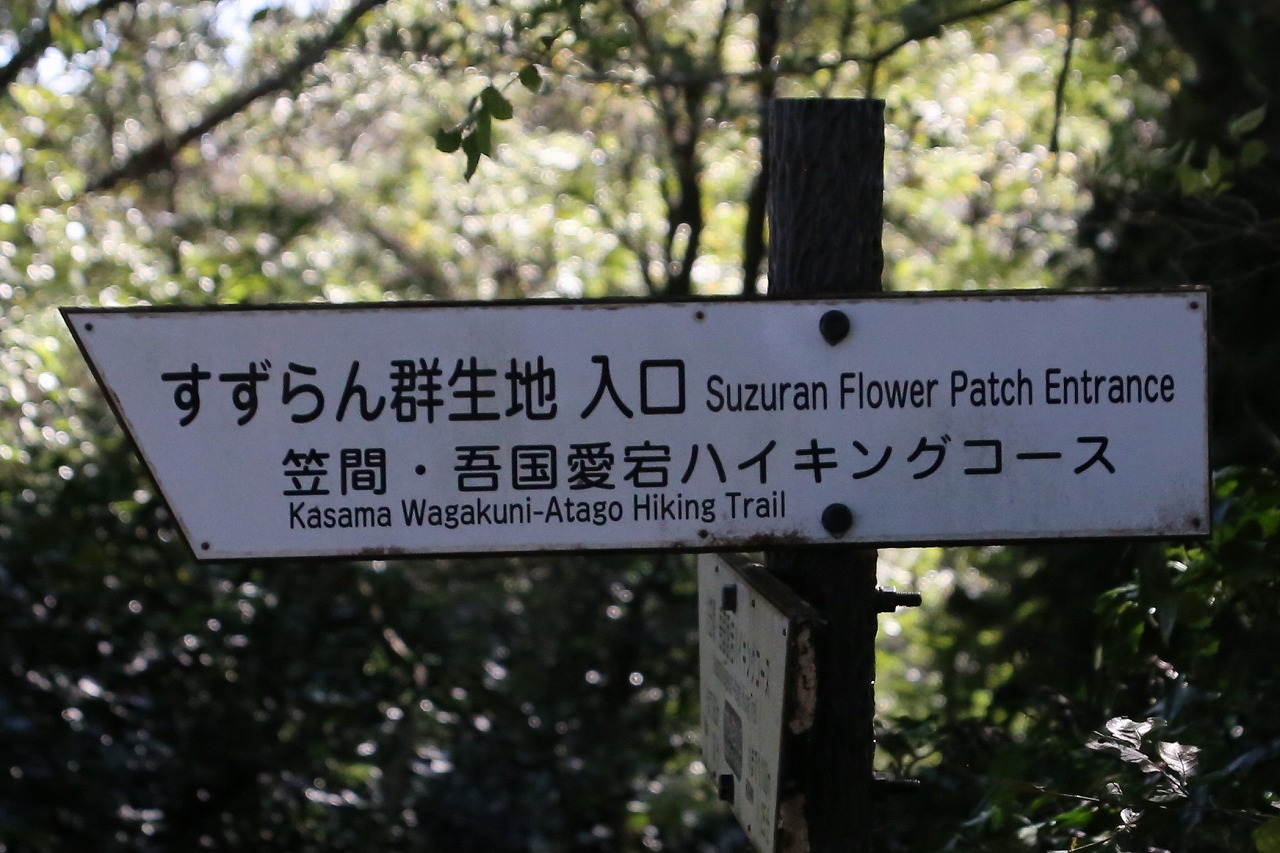 すずらん群生地 入口 Suzuran Flower Patch Entrance
笠間・吾国愛宕ハイキングコース
Kasama Wagakuni-Atago Hiking Trail